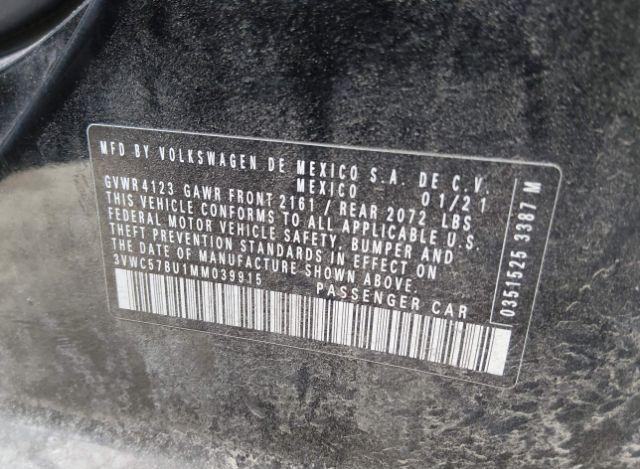 MFD BY VOLKSWAGEN DE MEXICO S.A. DE C.V.
MEXICO 01/21
GVWR 4123 GAWR FRONT 2161 / REAR 2072 LBS
THIS VEHICLE CONFORMS TO ALL APPLICABLE U.S.
FEDERAL MOTOR VEHICLE SAFETY, BUMPER AND
THEFT PREVENTION STANDARDS IN EFFECT ON
THE DATE OF MANUFACTURE SHOWN ABOVE.
3VWC57BU1MM039915 PASSENGER CAR
0351525 3387 M